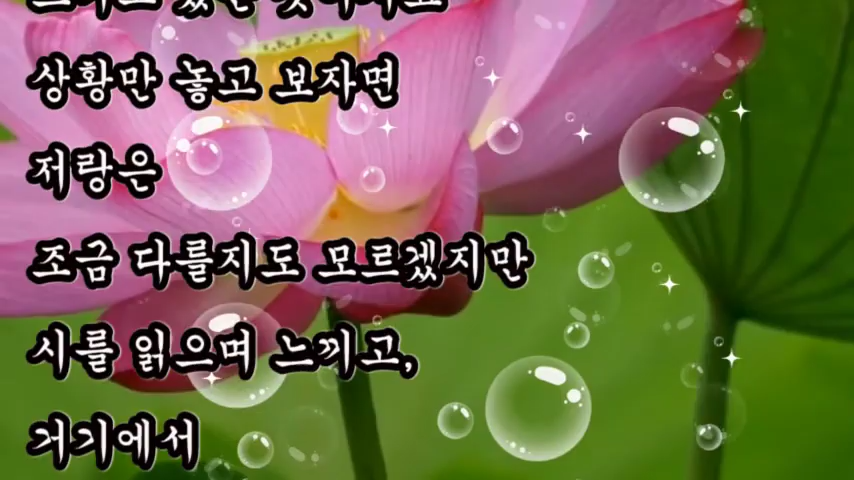 상황만 놓고 보자면
저랑은
조금 다를지도 모르겠지만
시를 읽으며 느끼고,
거기에서